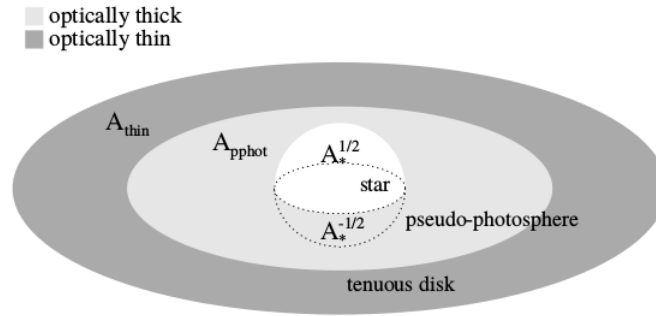 optically thick
optically thin
A_thin
A_pphot
A_*^1/2
star
A_*^-1/2
pseudo-photosphere
tenuous disk